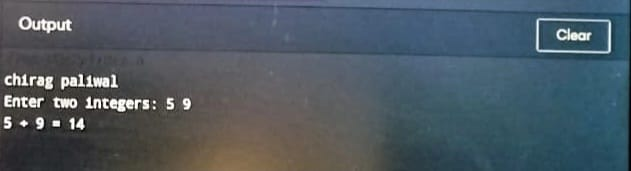 Output
Clear
chirag paliwal
Enter two integers: 5 9
5 + 9 = 14